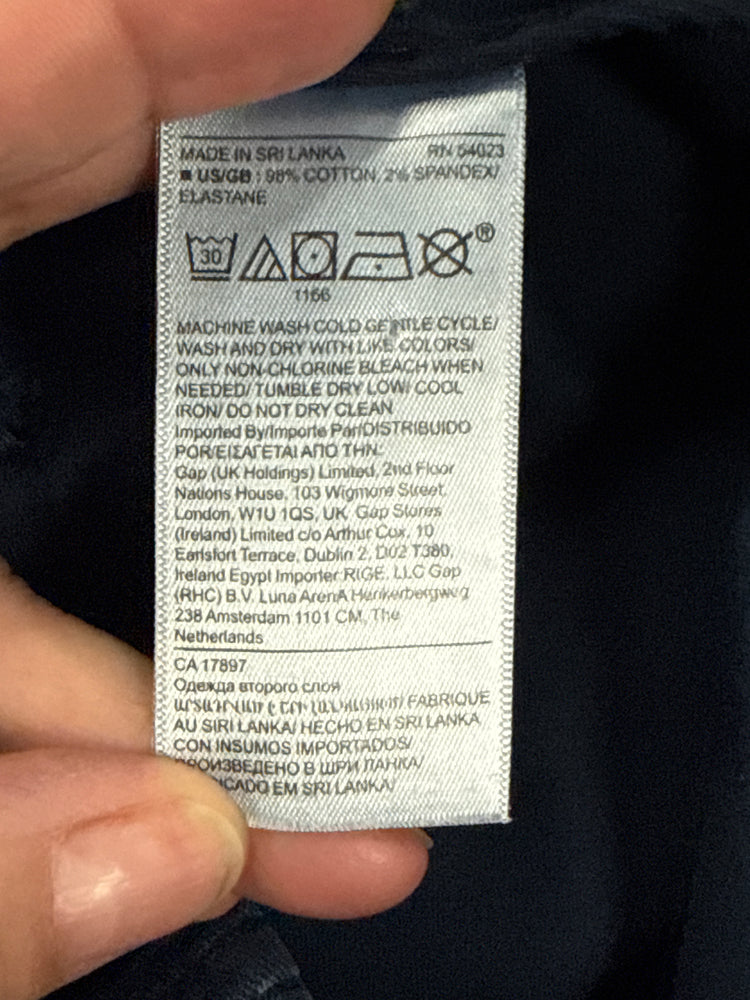 MADE IN SRI LANKA RN 54023
■ US/GB : 98% COTTON, 2% SPANDEX/
ELASTANE
30
®
1166
MACHINE WASH COLD GENTLE CYCLE/
WASH AND DRY WITH LIKE COLORS/
ONLY NON-CHLORINE BLEACH WHEN
NEEDED/ TUMBLE DRY LOW/ COOL
IRON/ DO NOT DRY CLEAN
Imported By/Importe Par/DISTRIBUIDO
POR/ΕΙΣΑΓΕΤΑΙ ΑΠΟ ΤΗΝ:
Gap (UK Holdings) Limited, 2nd Floor
Nations House, 103 Wigmore Street,
London, W1U 1QS, UK. Gap Stores
(Ireland) Limited c/o Arthur Cox, 10
Earlsfort Terrace, Dublin 2, D02 T380,
Ireland Egypt Importer:RIGE, LLC Gap
(RHC) B.V. Luna ArenA Herikerbergweg
238 Amsterdam 1101 CM, The
Netherlands
CA 17897
Одежда второго слоя
FABRIQUE
AU SIRI LANKA/ HECHO EN SRI LANKA
CON INSUMOS IMPORTADOS/
ПРОИЗВЕДЕНО В ШРИ ЛАНКА/
EM SRI LANKA/